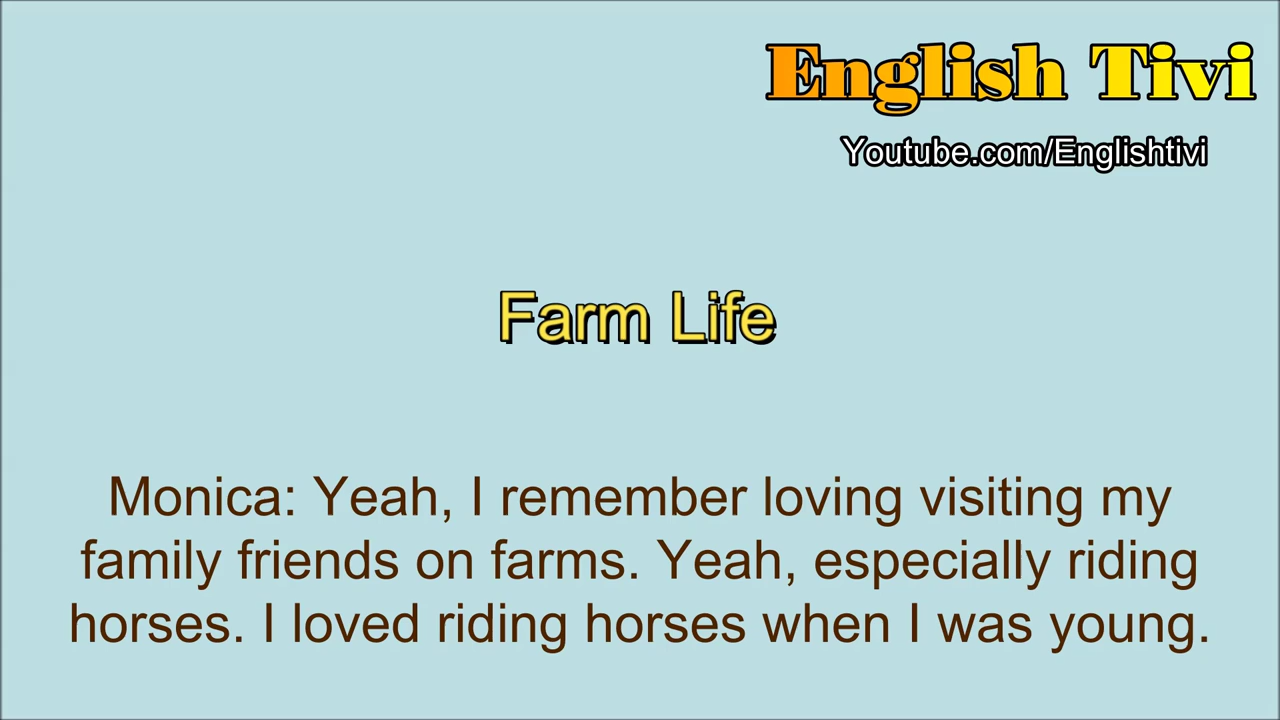 English Tivi
Youtube.com/Englishtivi
Farm Life
Monica: Yeah, I remember loving visiting my
family friends on farms. Yeah, especially riding
horses. I loved riding horses when I was young.